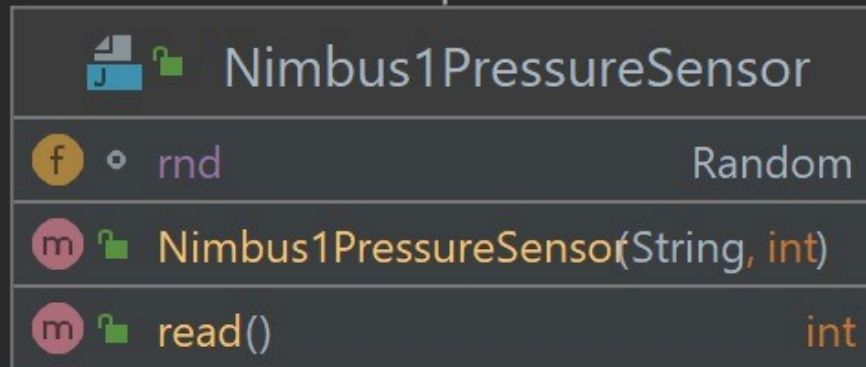 J Nimbus1PressureSensor
f rnd Random
m Nimbus1PressureSensor(String, int)
m read() int